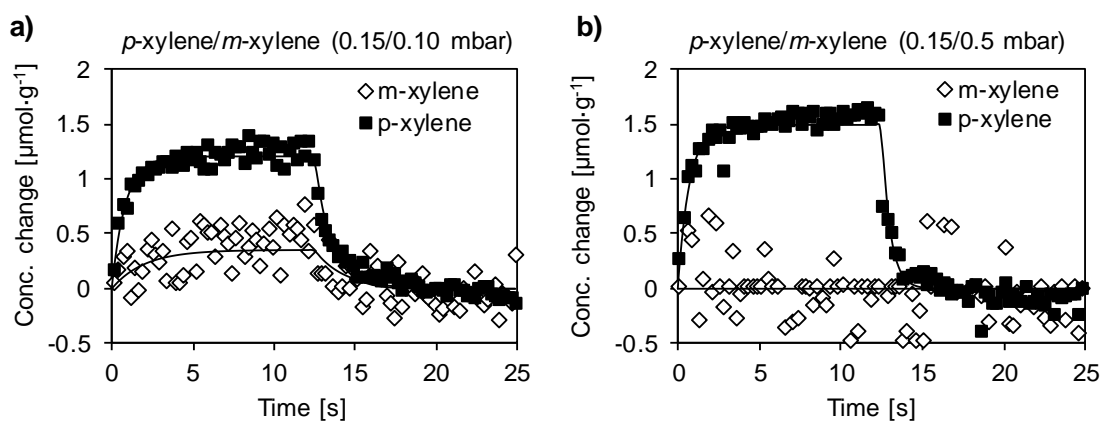 a)
p-xylene/m-xylene (0.15/0.10 mbar)
Conc. change [µmol·g⁻¹]
2
1.5
1
0.5
0
-0.5
m-xylene
p-xylene
0 5 10 15 20 25
Time [s]
b)
p-xylene/m-xylene (0.15/0.5 mbar)
Conc. change [µmol·g⁻¹]
2
1.5
1
0.5
0
-0.5
m-xylene
p-xylene
0 5 10 15 20 25
Time [s]